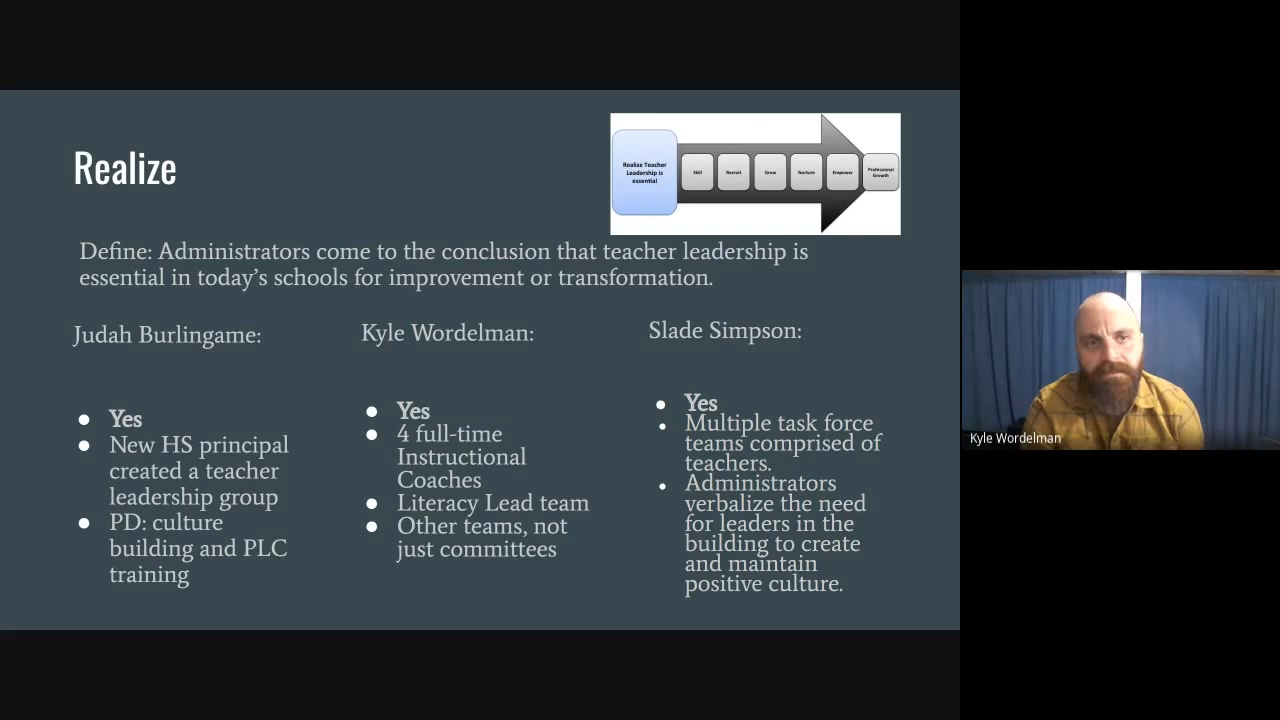 Realize
Realize Teacher
Leadership is
essential
Skill
Recruit
Grow
Nurture
Empower
Professional
Growth
Define: Administrators come to the conclusion that teacher leadership is
essential in today’s schools for improvement or transformation.
Judah Burlingame:
● Yes
● New HS principal
created a teacher
leadership group
● PD: culture
building and PLC
training
Kyle Wordelman:
● Yes
● 4 full-time
Instructional
Coaches
● Literacy Lead team
● Other teams, not
just committees
Slade Simpson:
● Yes
• Multiple task force
teams comprised of
teachers.
• Administrators
verbalize the need
for leaders in the
building to create
and maintain
positive culture.
Kyle Wordelman